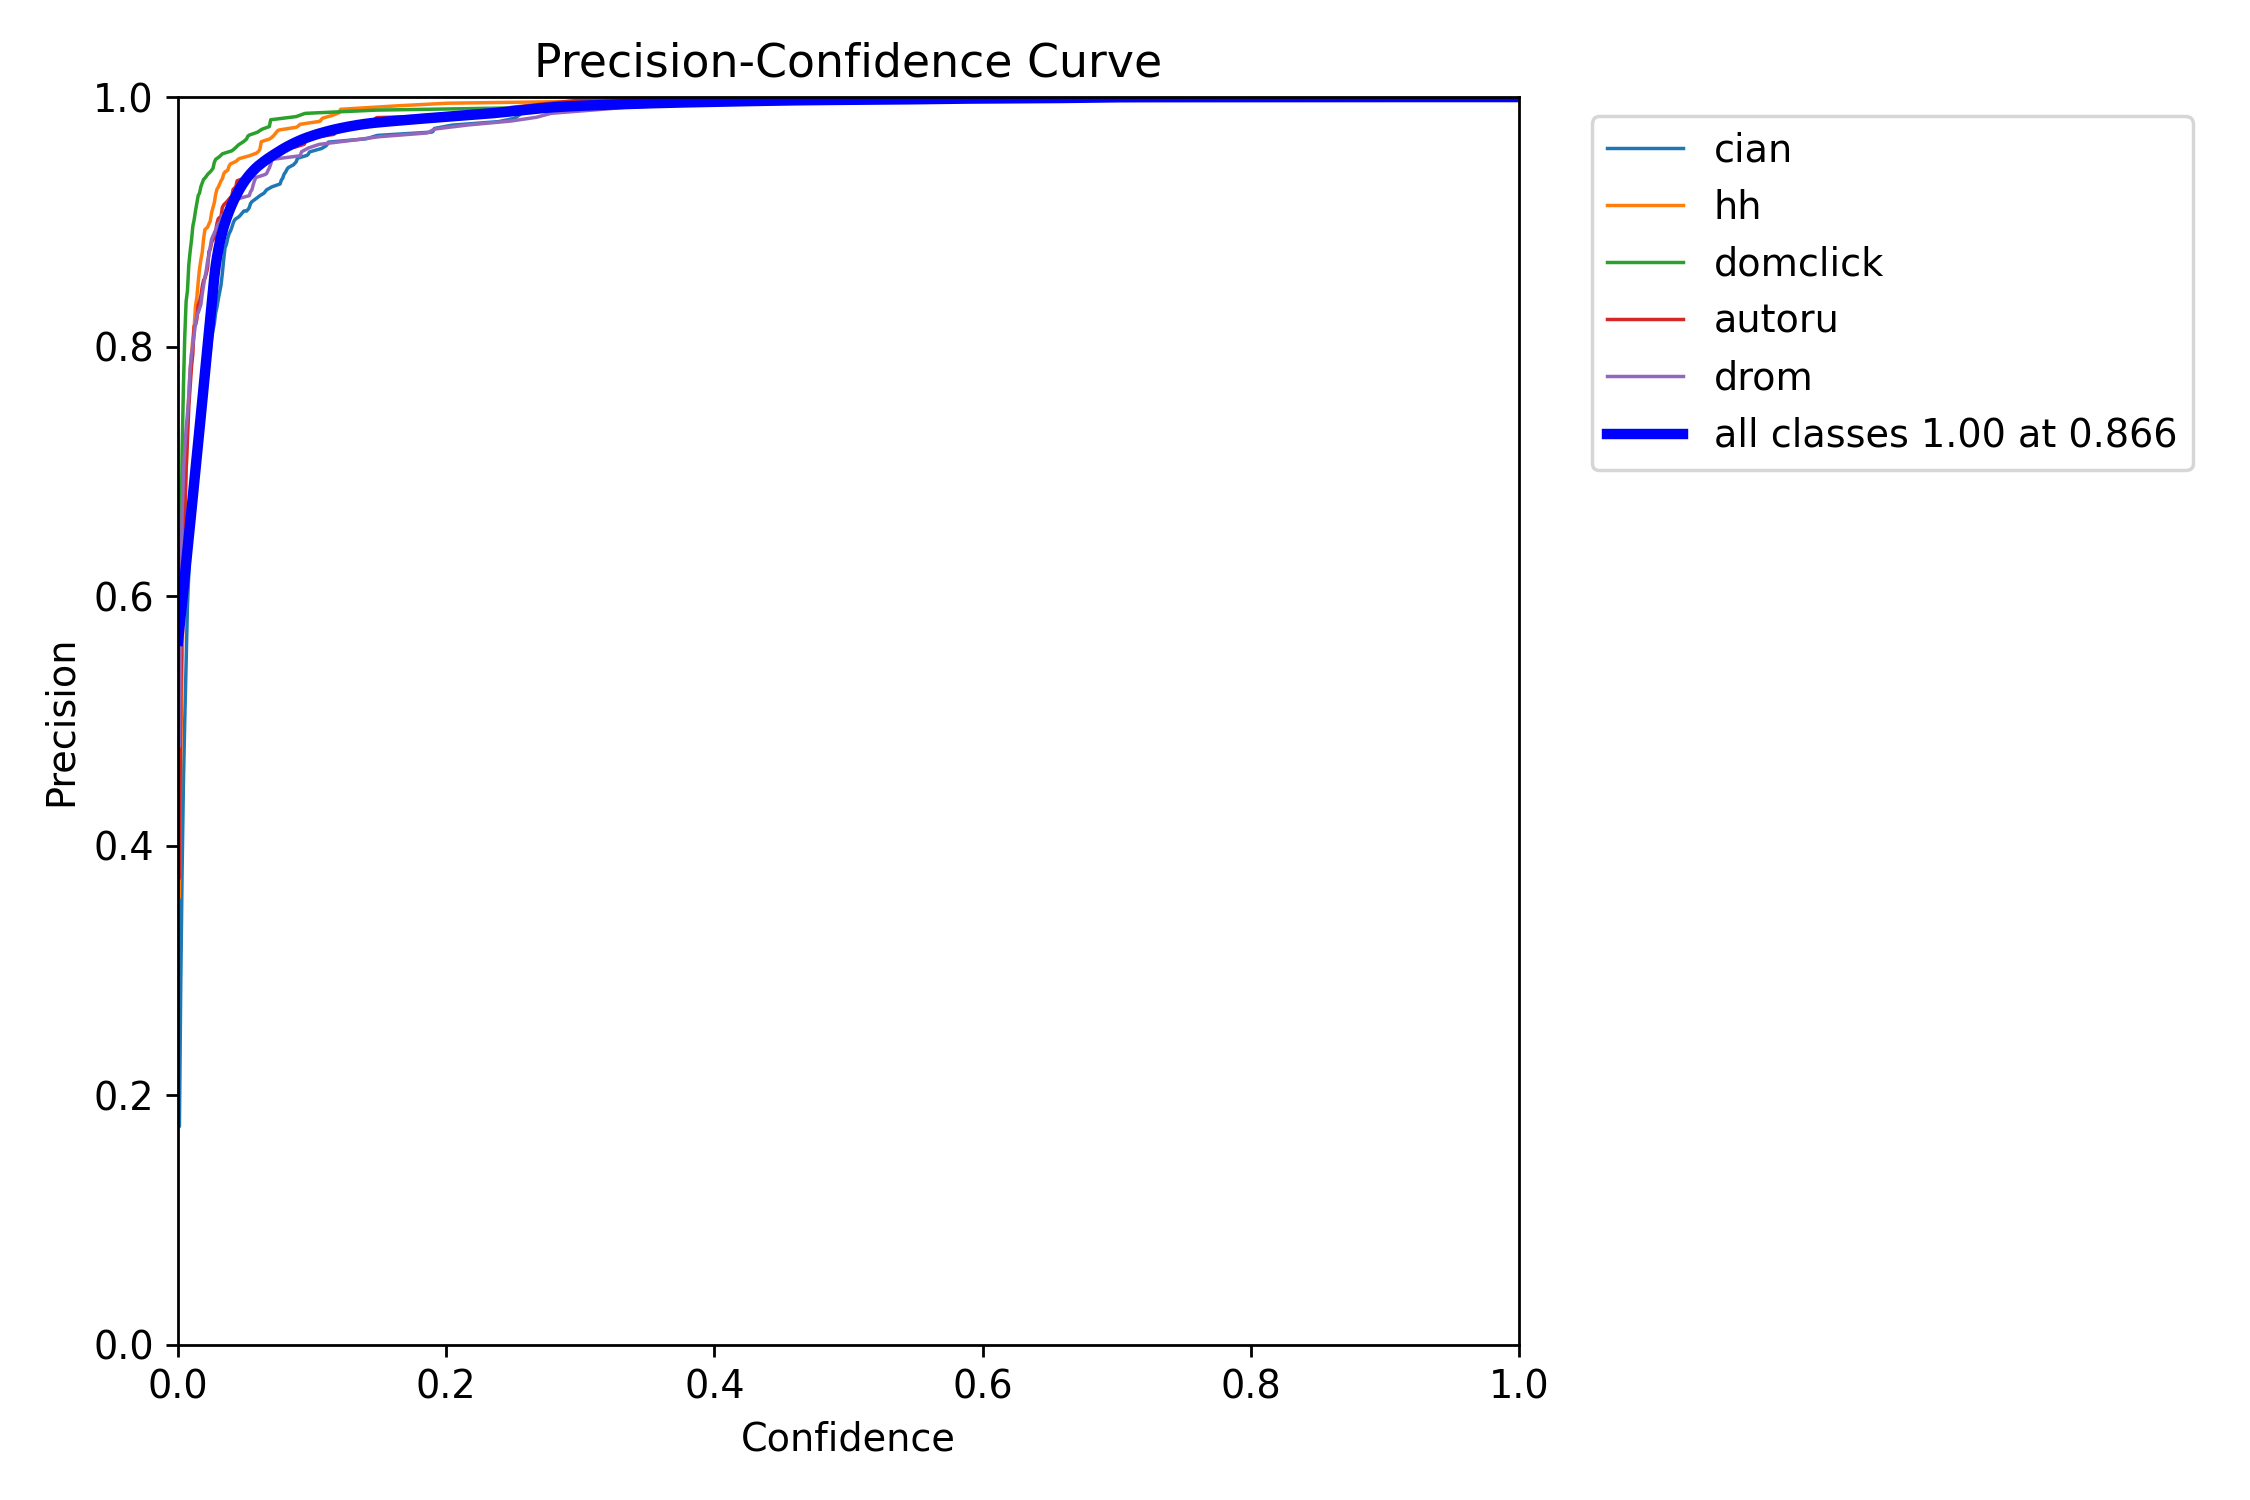 Precision-Confidence Curve
1.0
0.8
0.6
0.4
0.2
0.0
Precision
0.0 0.2 0.4 0.6 0.8 1.0
Confidence
cian
hh
domclick
autoru
drom
all classes 1.00 at 0.866